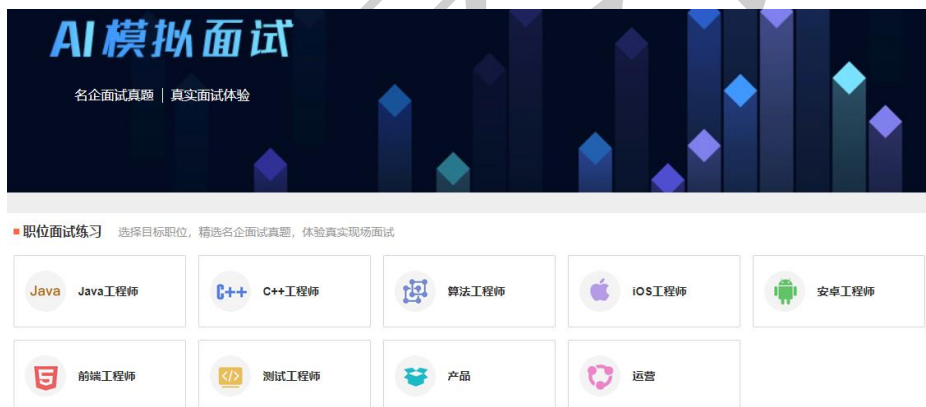 AI模拟面试
名企面试真题 | 真实面试体验
职位面试练习 选择目标职位，精选名企面试真题，体验真实现场面试
Java Java工程师 C++ C++工程师 算法工程师 iOS工程师 安卓工程师
5 前端工程师 </> 测试工程师 产品 运营